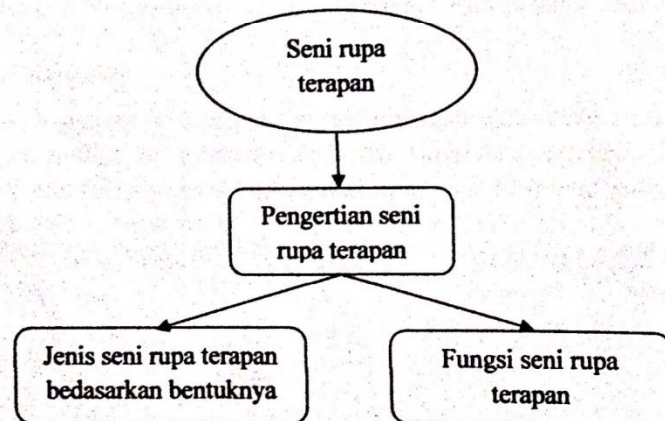 Seni rupa
terapan
Pengertian seni
rupa terapan
Jenis seni rupa terapan
bedasarkan bentuknya
Fungsi seni rupa
terapan